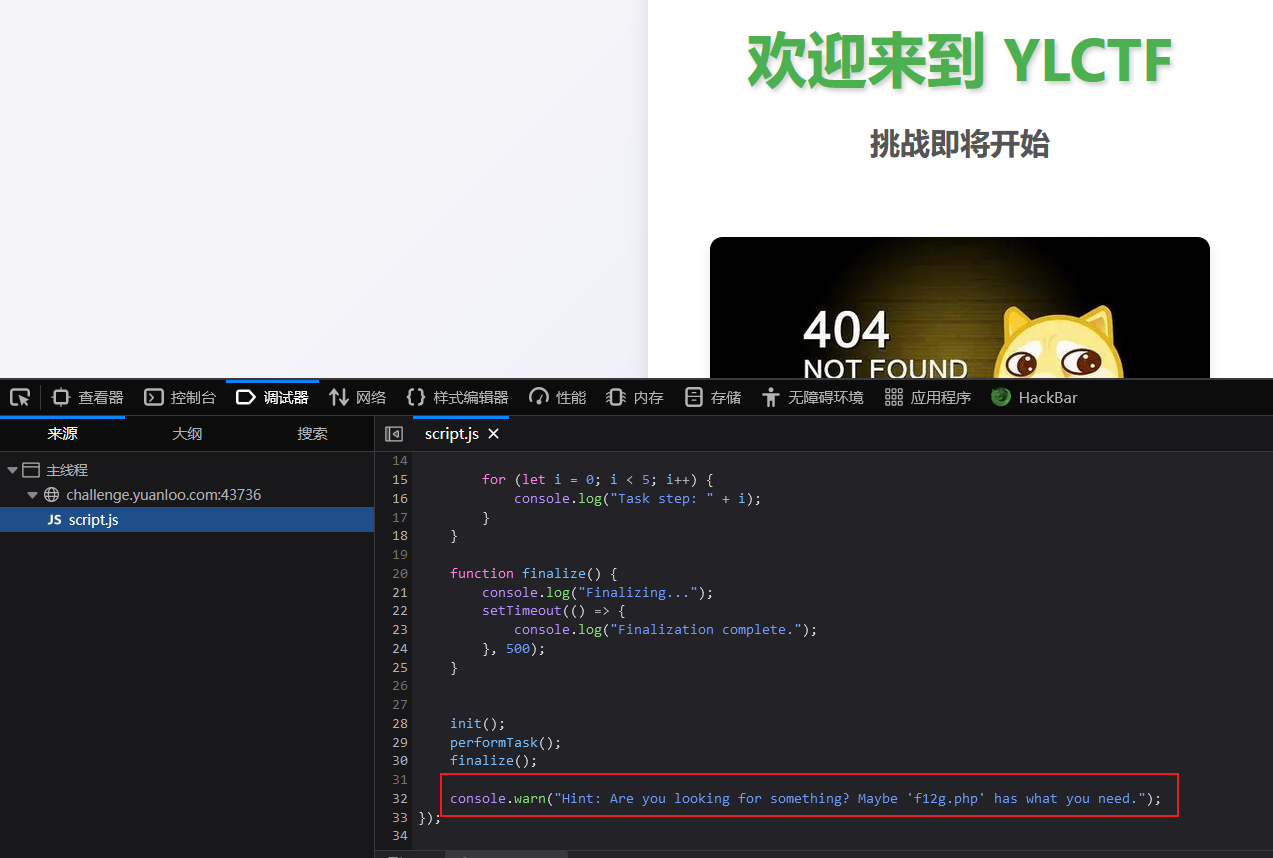 欢迎来到 YLCTF
挑战即将开始
404
NOT FOUND
查看器 控制台 调试器 网络 样式编辑器 性能 内存 存储 无障碍环境 应用程序 HackBar
来源 大纲 搜索
script.js
主线程
challenge.yuanloo.com:43736
JS script.js
14
15 for (let i = 0; i < 5; i++) {
16 console.log("Task step: " + i);
17 }
18 }
19
20 function finalize() {
21 console.log("Finalizing...");
22 setTimeout(() => {
23 console.log("Finalization complete.");
24 }, 500);
25 }
26
27
28 init();
29 performTask();
30 finalize();
31
32 console.warn("Hint: Are you looking for something? Maybe 'f12g.php' has what you need.");
33 });
34